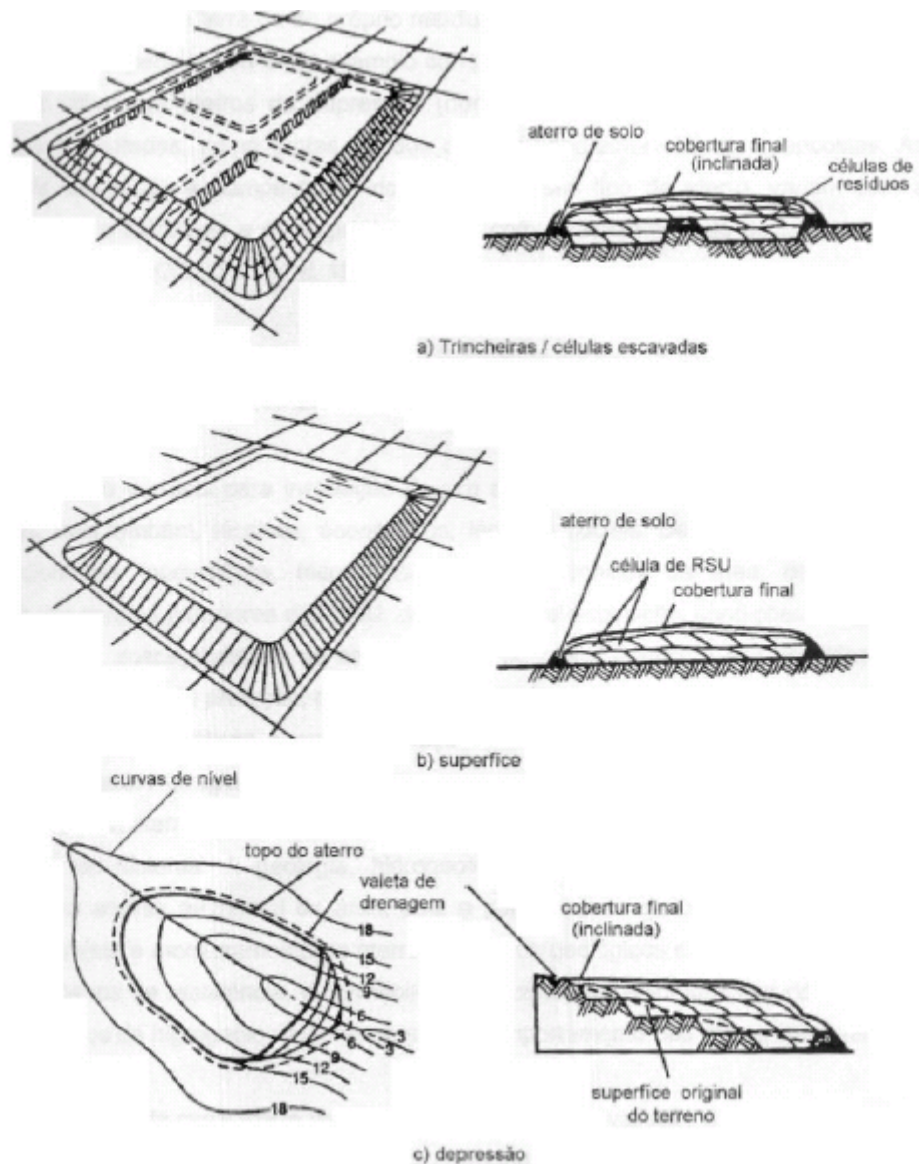 aterro de solo
cobertura final
(inclinada)
células de
resíduos
a) Trincheiras / células escavadas
aterro de solo
célula de RSU
cobertura final
b) superfíce
curvas de nível
topo do aterro
valeta de
drenagem
18
15
12
9
6
3
3
6
9
12
15
18
cobertura final
(inclinada)
superfíce original
do terreno
c) depressão